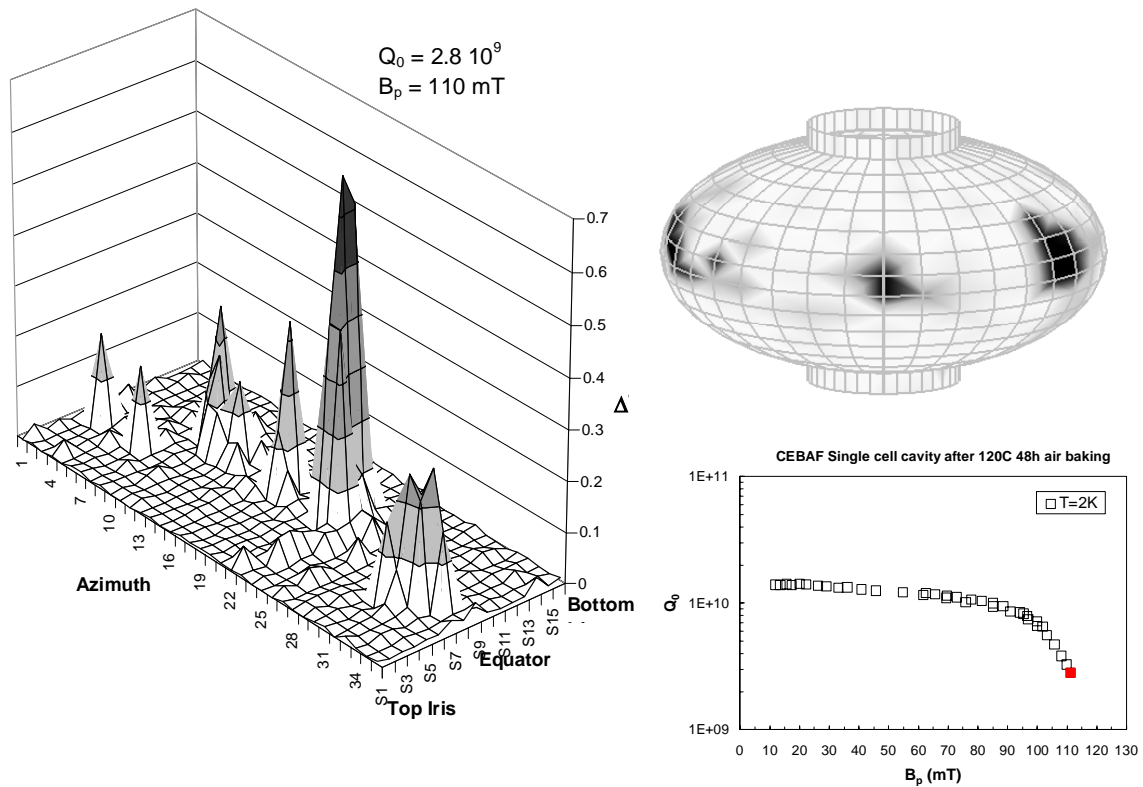 Q₀ = 2.8 10⁹
Bₚ = 110 mT
0.7
0.6
0.5
0.4
0.3
0.2
0.1
0
Δ
1
4
7
10
13
16
19
22
25
28
31
34
Azimuth
S1
S3
S5
S7
S9
S11
S13
S15
Top Iris
Equator
Bottom
CEBAF Single cell cavity after 120C 48h air baking
T=2K
1E+11
1E+10
1E+09
Q₀
0 10 20 30 40 50 60 70 80 90 100 110 120 130
Bₚ (mT)